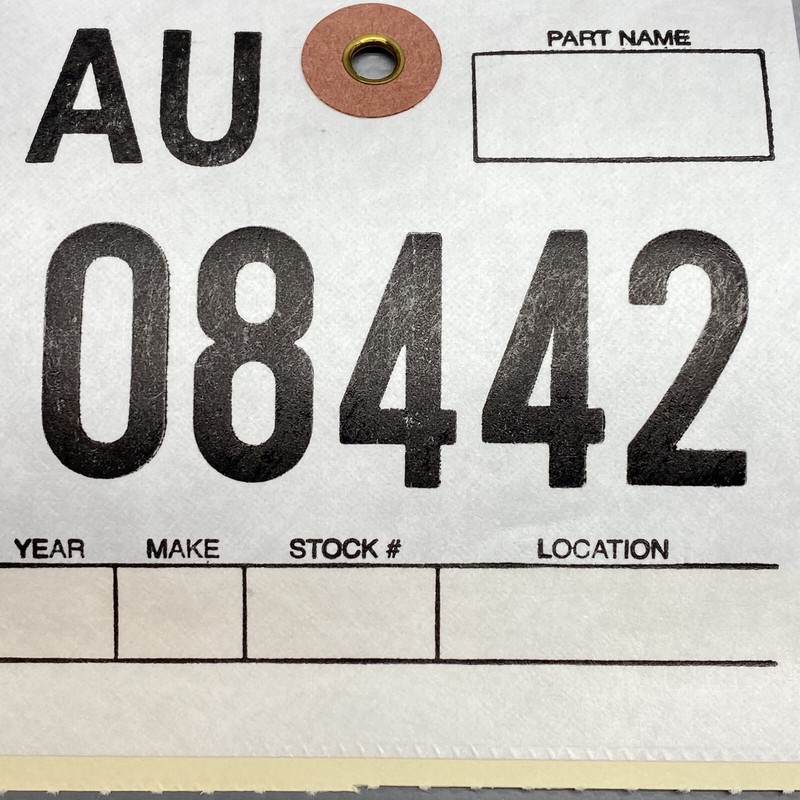 AU
PART NAME
08442
YEAR MAKE STOCK # LOCATION